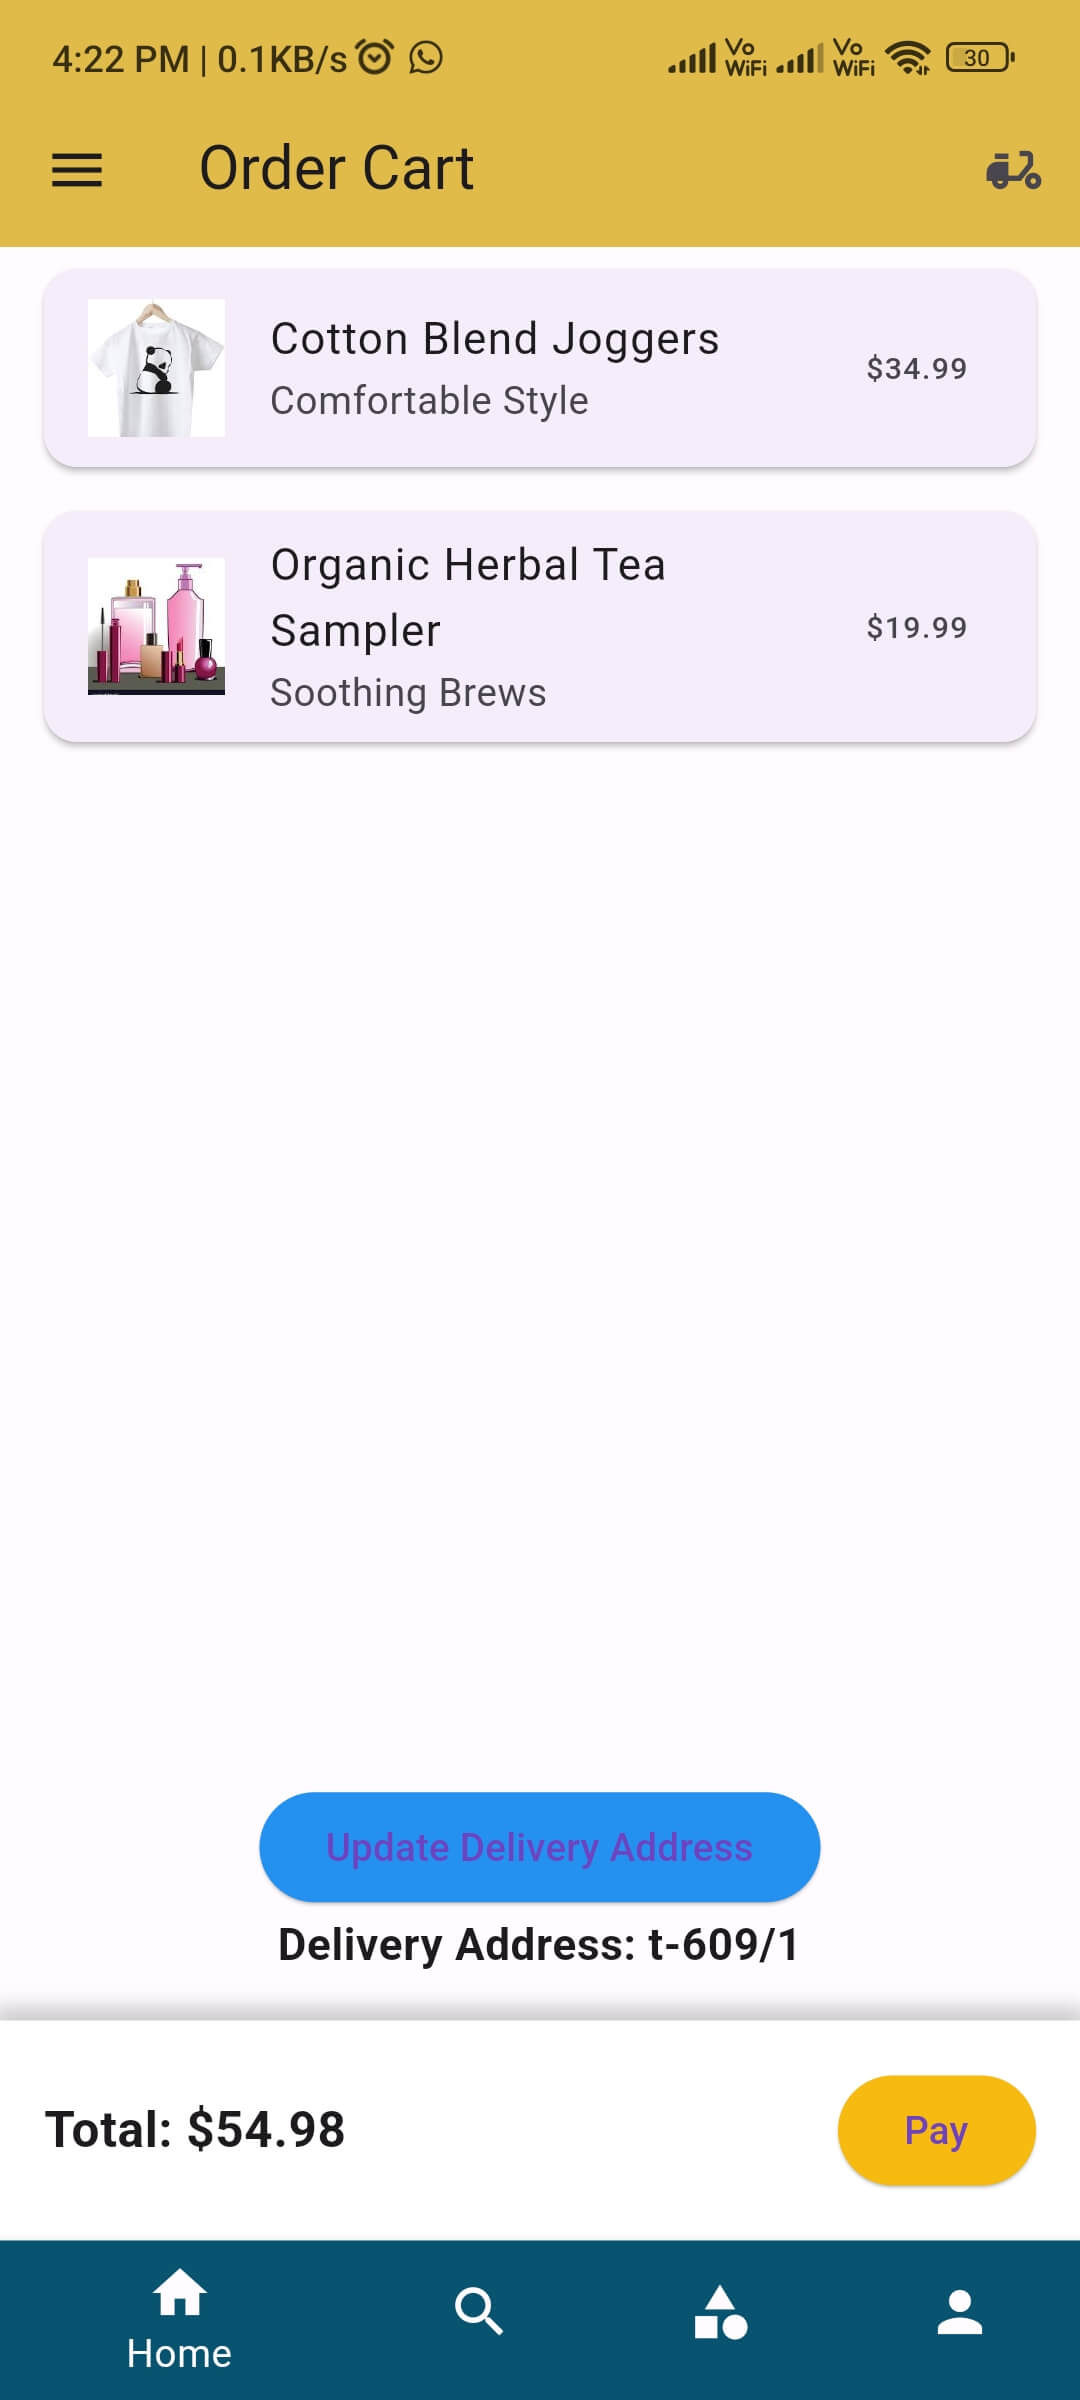 4:22 PM | 0.1KB/s
Vo WiFi Vo WiFi 30
Order Cart
Cotton Blend Joggers
Comfortable Style
$34.99
Organic Herbal Tea
Sampler
Soothing Brews
$19.99
Update Delivery Address
Delivery Address: t-609/1
Total: $54.98
Pay
Home